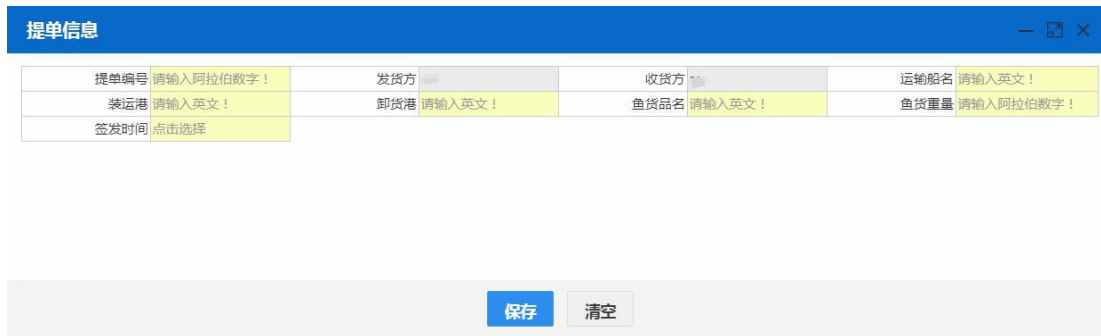 提单信息
提单编号 请输入阿拉伯数字！ 发货方 收货方 运输船名 请输入英文！
装运港 请输入英文！ 卸货港 请输入英文！ 鱼货品名 请输入英文！ 鱼货重量 请输入阿拉伯数字！
签发时间 点击选择
保存 清空